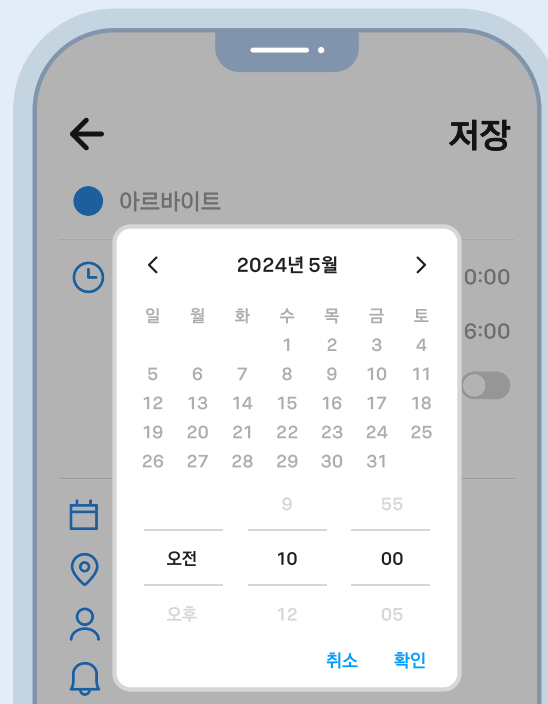 저장
아르바이트
2024년 5월
0:00
일 월 화 수 목 금 토
6:00
1 2 3 4
5 6 7 8 9 10 11
12 13 14 15 16 17 18
19 20 21 22 23 24 25
26 27 28 29 30 31
9 55
오전 10 00
오후 12 05
취소 확인